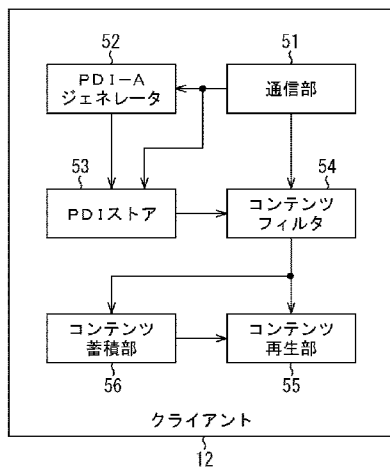 52
51
PDI-A
ジェネレータ
通信部
53
54
PDIストア
コンテンツ
フィルタ
コンテンツ
蓄積部
コンテンツ
再生部
56
55
クライアント
12